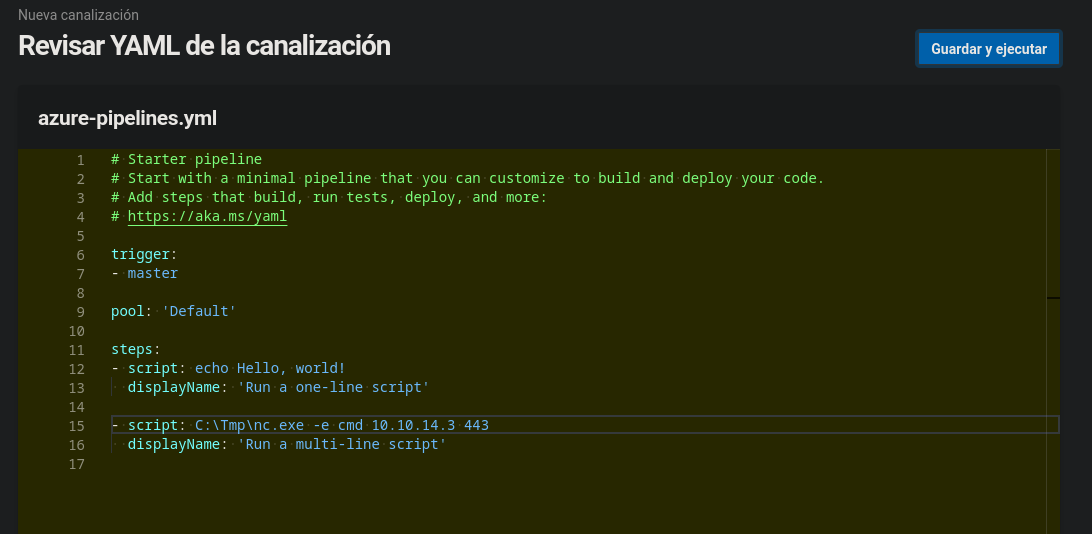 Nueva canalización
Revisar YAML de la canalización
Guardar y ejecutar
azure-pipelines.yml
1 # Starter pipeline
2 # Start with a minimal pipeline that you can customize to build and deploy your code.
3 # Add steps that build, run tests, deploy, and more:
4 # https://aka.ms/yaml
5
6 trigger:
7 - master
8
9 pool: 'Default'
10
11 steps:
12 - script: echo Hello, world!
13   displayName: 'Run a one-line script'
14
15 - script: C:\Tmp\nc.exe -e cmd 10.10.14.3 443
16   displayName: 'Run a multi-line script'
17